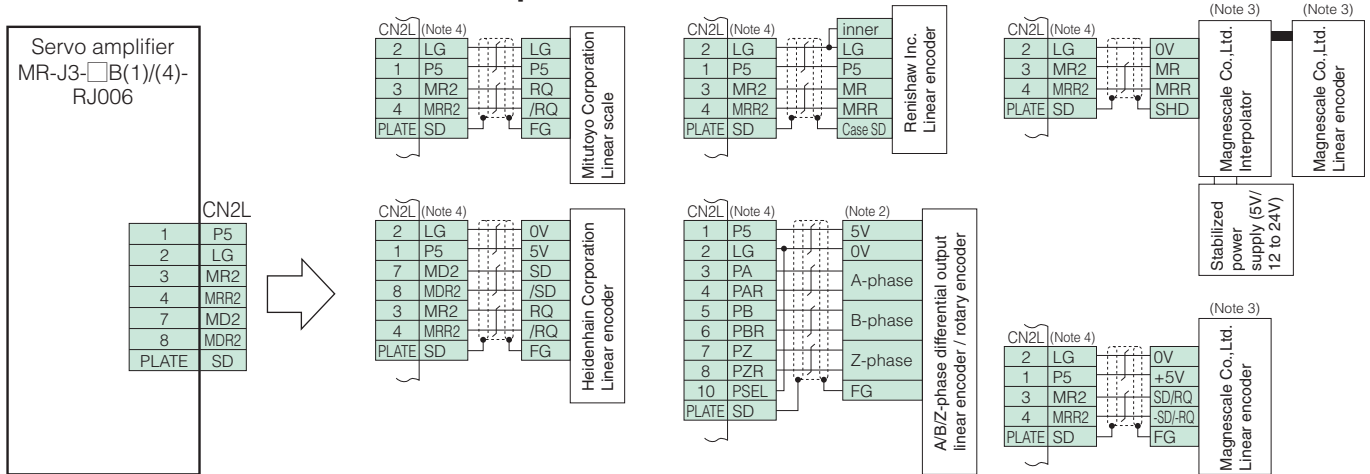 Servo amplifier
MR-J3-□B(1)/(4)-
RJ006
CN2L
1 P5
2 LG
3 MR2
4 MRR2
7 MD2
8 MDR2
PLATE SD
CN2L (Note 4)
2 LG LG
1 P5 P5
3 MR2 RQ
4 MRR2 /RQ
PLATE SD FG
Mitutoyo Corporation
Linear scale
CN2L (Note 4)
2 LG 0V
1 P5 5V
7 MD2 SD
8 MDR2 /SD
3 MR2 RQ
4 MRR2 /RQ
PLATE SD FG
Heidenhain Corporation
Linear encoder
CN2L (Note 4)
inner
2 LG LG
1 P5 P5
3 MR2 MR
4 MRR2 MRR
PLATE SD Case SD
Renishaw Inc.
Linear encoder
CN2L (Note 4) (Note 2)
1 P5 5V
2 LG 0V
3 PA
4 PAR
A-phase
5 PB
6 PBR
B-phase
7 PZ
8 PZR
Z-phase
10 PSEL FG
PLATE SD
A/B/Z-phase differential output
linear encoder / rotary encoder
(Note 3) (Note 3)
CN2L (Note 4)
2 LG 0V
3 MR2 MR
4 MRR2 MRR
PLATE SD SHD
Magnescale Co.,Ltd.
Interpolator
Magnescale Co.,Ltd.
Linear encoder
Stabilized
power
supply (5V/
12 to 24V)
(Note 3)
CN2L (Note 4)
2 LG 0V
1 P5 +5V
3 MR2 SD/RQ
4 MRR2 -SD/-RQ
PLATE SD FG
Magnescale Co.,Ltd.
Linear encoder